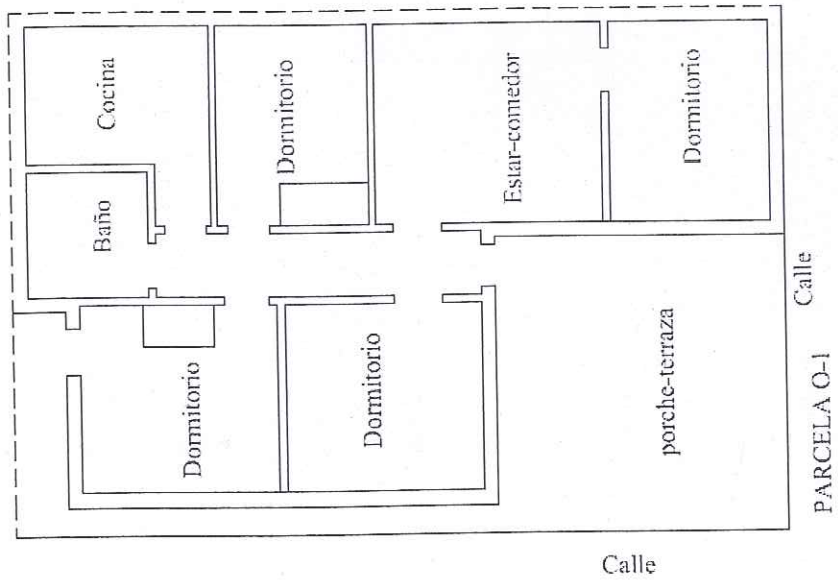 Cocina
Baño
Dormitorio
Estar-comedor
Dormitorio
Dormitorio
Dormitorio
porche-terraza
Calle
Calle
PARCELA O-1